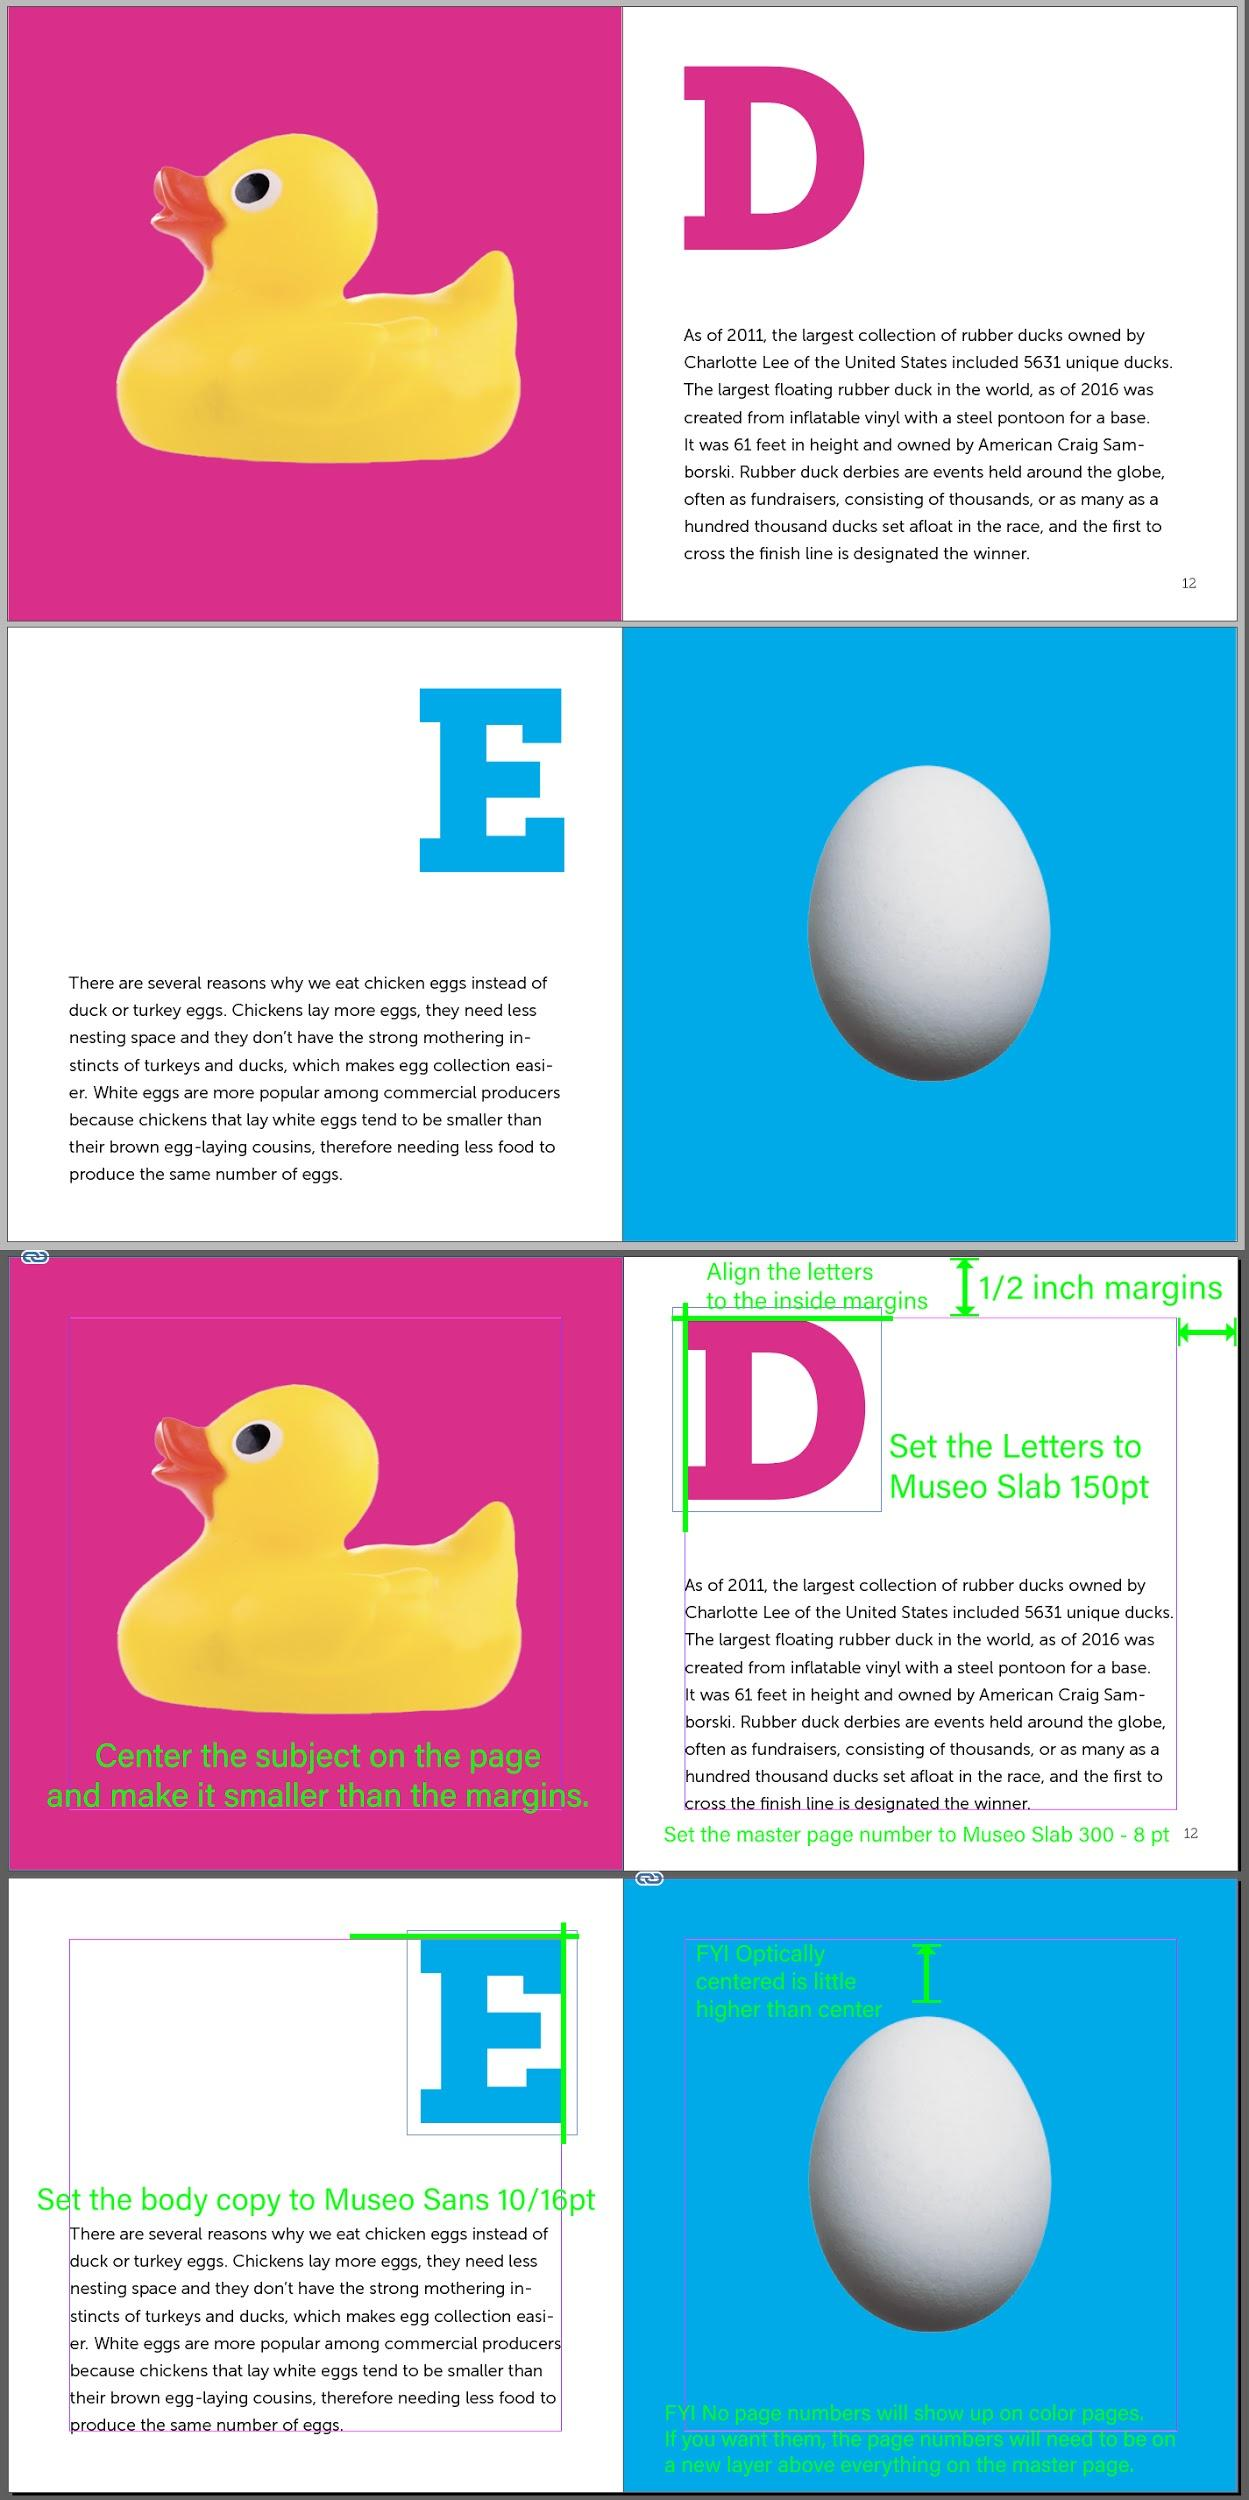 D
As of 2011, the largest collection of rubber ducks owned by
Charlotte Lee of the United States included 5631 unique ducks.
The largest floating rubber duck in the world, as of 2016 was
created from inflatable vinyl with a steel pontoon for a base.
It was 61 feet in height and owned by American Craig Sam-
borski. Rubber duck derbies are events held around the globe,
often as fundraisers, consisting of thousands, or as many as a
hundred thousand ducks set afloat in the race, and the first to
cross the finish line is designated the winner.
12
E
There are several reasons why we eat chicken eggs instead of
duck or turkey eggs. Chickens lay more eggs, they need less
nesting space and they don't have the strong mothering in-
stincts of turkeys and ducks, which makes egg collection easi-
er. White eggs are more popular among commercial producers
because chickens that lay white eggs tend to be smaller than
their brown egg-laying cousins, therefore needing less food to
produce the same number of eggs.
Center the subject on the page
and make it smaller than the margins.
Align the letters
to the inside margins
1/2 inch margins
D
Set the Letters to
Museo Slab 150pt
As of 2011, the largest collection of rubber ducks owned by
Charlotte Lee of the United States included 5631 unique ducks.
The largest floating rubber duck in the world, as of 2016 was
created from inflatable vinyl with a steel pontoon for a base.
It was 61 feet in height and owned by American Craig Sam-
borski. Rubber duck derbies are events held around the globe,
often as fundraisers, consisting of thousands, or as many as a
hundred thousand ducks set afloat in the race, and the first to
cross the finish line is designated the winner.
Set the master page number to Museo Slab 300 - 8 pt
12
E
Set the body copy to Museo Sans 10/16pt
There are several reasons why we eat chicken eggs instead of
duck or turkey eggs. Chickens lay more eggs, they need less
nesting space and they don't have the strong mothering in-
stincts of turkeys and ducks, which makes egg collection easi-
er. White eggs are more popular among commercial producers
because chickens that lay white eggs tend to be smaller than
their brown egg-laying cousins, therefore needing less food to
produce the same number of eggs.
FYI Optically
centered is little
higher than center
FYI No page numbers will show up on color pages.
If you want them, the page numbers will need to be on
a new layer above everything on the master page.